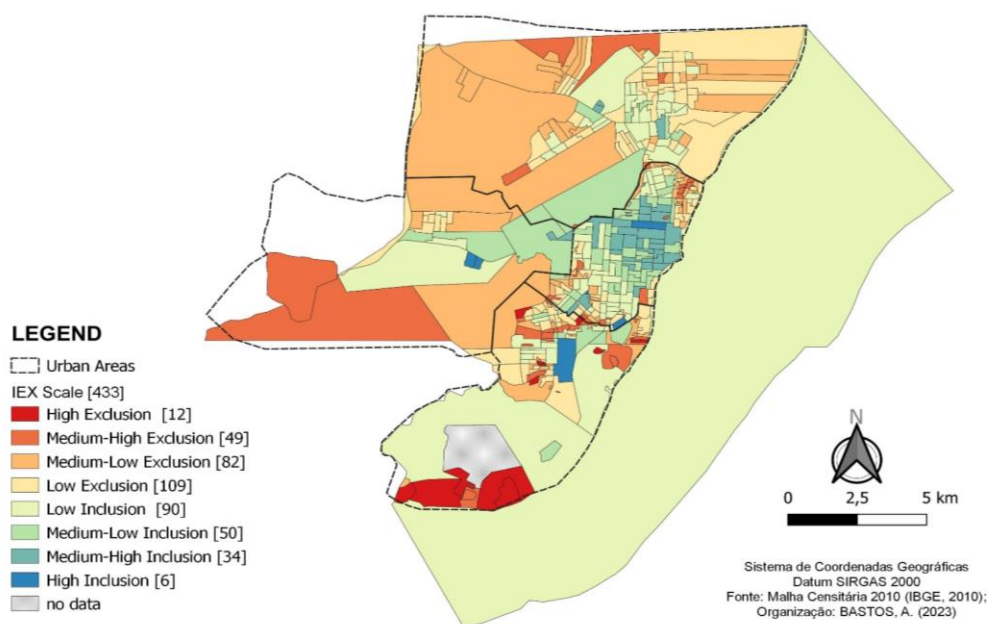 LEGEND
Urban Areas
IEX Scale [433]
High Exclusion [12]
Medium-High Exclusion [49]
Medium-Low Exclusion [82]
Low Exclusion [109]
Low Inclusion [90]
Medium-Low Inclusion [50]
Medium-High Inclusion [34]
High Inclusion [6]
no data
N
0 2,5 5 km
Sistema de Coordenadas Geográficas
Datum SIRGAS 2000
Fonte: Malha Censitária 2010 (IBGE, 2010);
Organização: BASTOS, A. (2023)